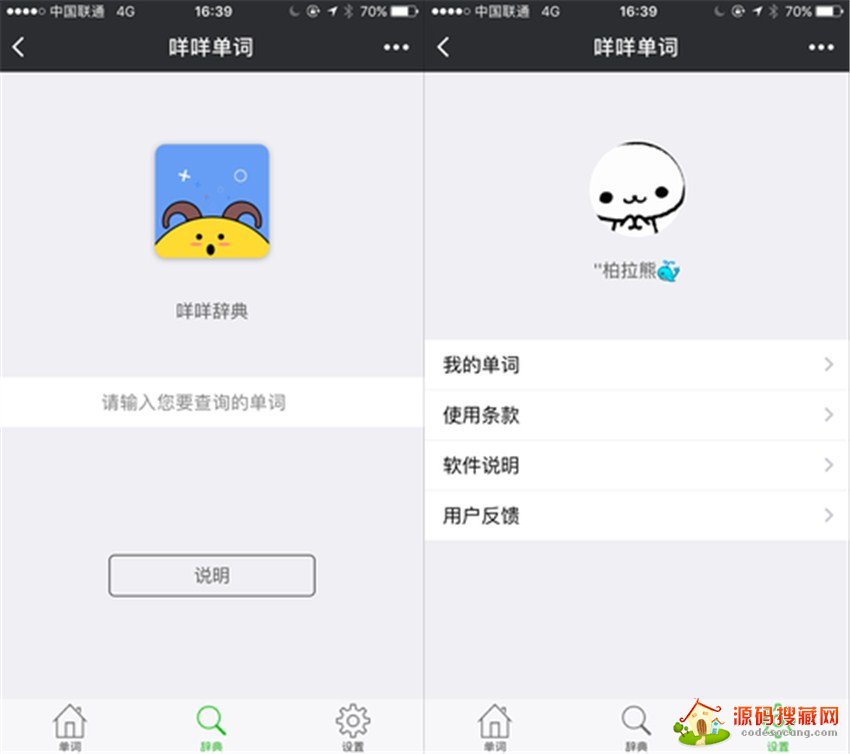 中国联通 4G 16:39 70%
咩咩单词
咩咩辞典
请输入您要查询的单词
说明
单词 辞典 设置
中国联通 4G 16:39 70%
咩咩单词
"柏拉熊
我的单词
使用条款
软件说明
用户反馈
单词 辞典 设置
源码搜藏网
codesocang.com